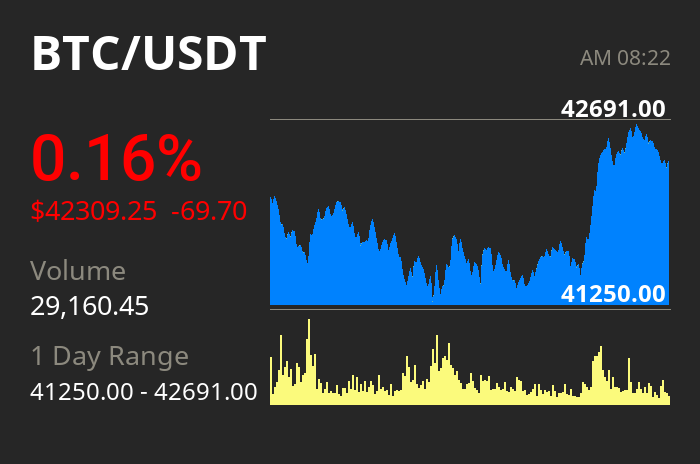 BTC/USDT
AM 08:22
0.16%
$42309.25 -69.70
Volume
29,160.45
1 Day Range
41250.00 - 42691.00
42691.00
41250.00